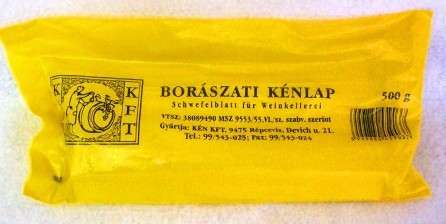 KFT
BORÁSZATI KÉNLAP
Schwefelblatt für Weinkellerei
500 g
VTSZ: 38089490 MSZ 9553/55.VI./sz. szabv. szerint
Gyártja: KÉN KFT. 9475 Répcevis, Devich u. 21.
Tel.: 99/543-025; Fax: 99/543-024